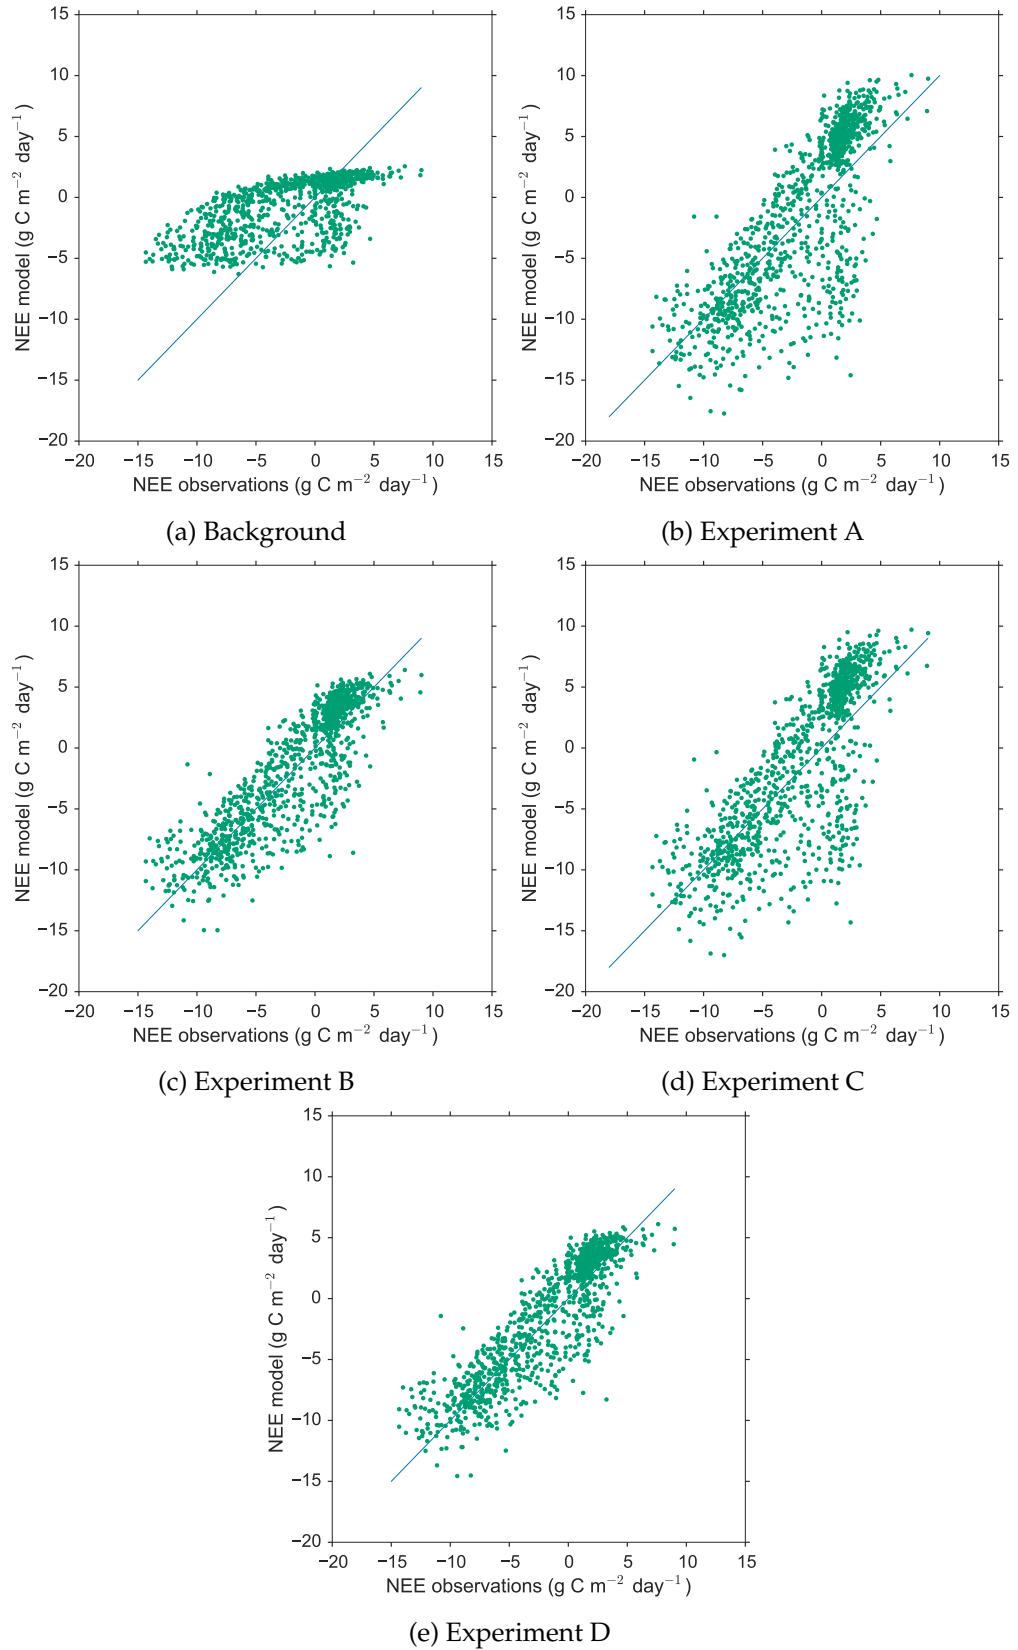 15
10
5
0
−5
−10
−15
−20
NEE model (g C m⁻² day⁻¹)
−20 −15 −10 −5 0 5 10 15
NEE observations (g C m⁻² day⁻¹)
(a) Background
15
10
5
0
−5
−10
−15
−20
NEE model (g C m⁻² day⁻¹)
−20 −15 −10 −5 0 5 10 15
NEE observations (g C m⁻² day⁻¹)
(b) Experiment A
15
10
5
0
−5
−10
−15
−20
NEE model (g C m⁻² day⁻¹)
−20 −15 −10 −5 0 5 10 15
NEE observations (g C m⁻² day⁻¹)
(c) Experiment B
15
10
5
0
−5
−10
−15
−20
NEE model (g C m⁻² day⁻¹)
−20 −15 −10 −5 0 5 10 15
NEE observations (g C m⁻² day⁻¹)
(d) Experiment C
15
10
5
0
−5
−10
−15
−20
NEE model (g C m⁻² day⁻¹)
−20 −15 −10 −5 0 5 10 15
NEE observations (g C m⁻² day⁻¹)
(e) Experiment D